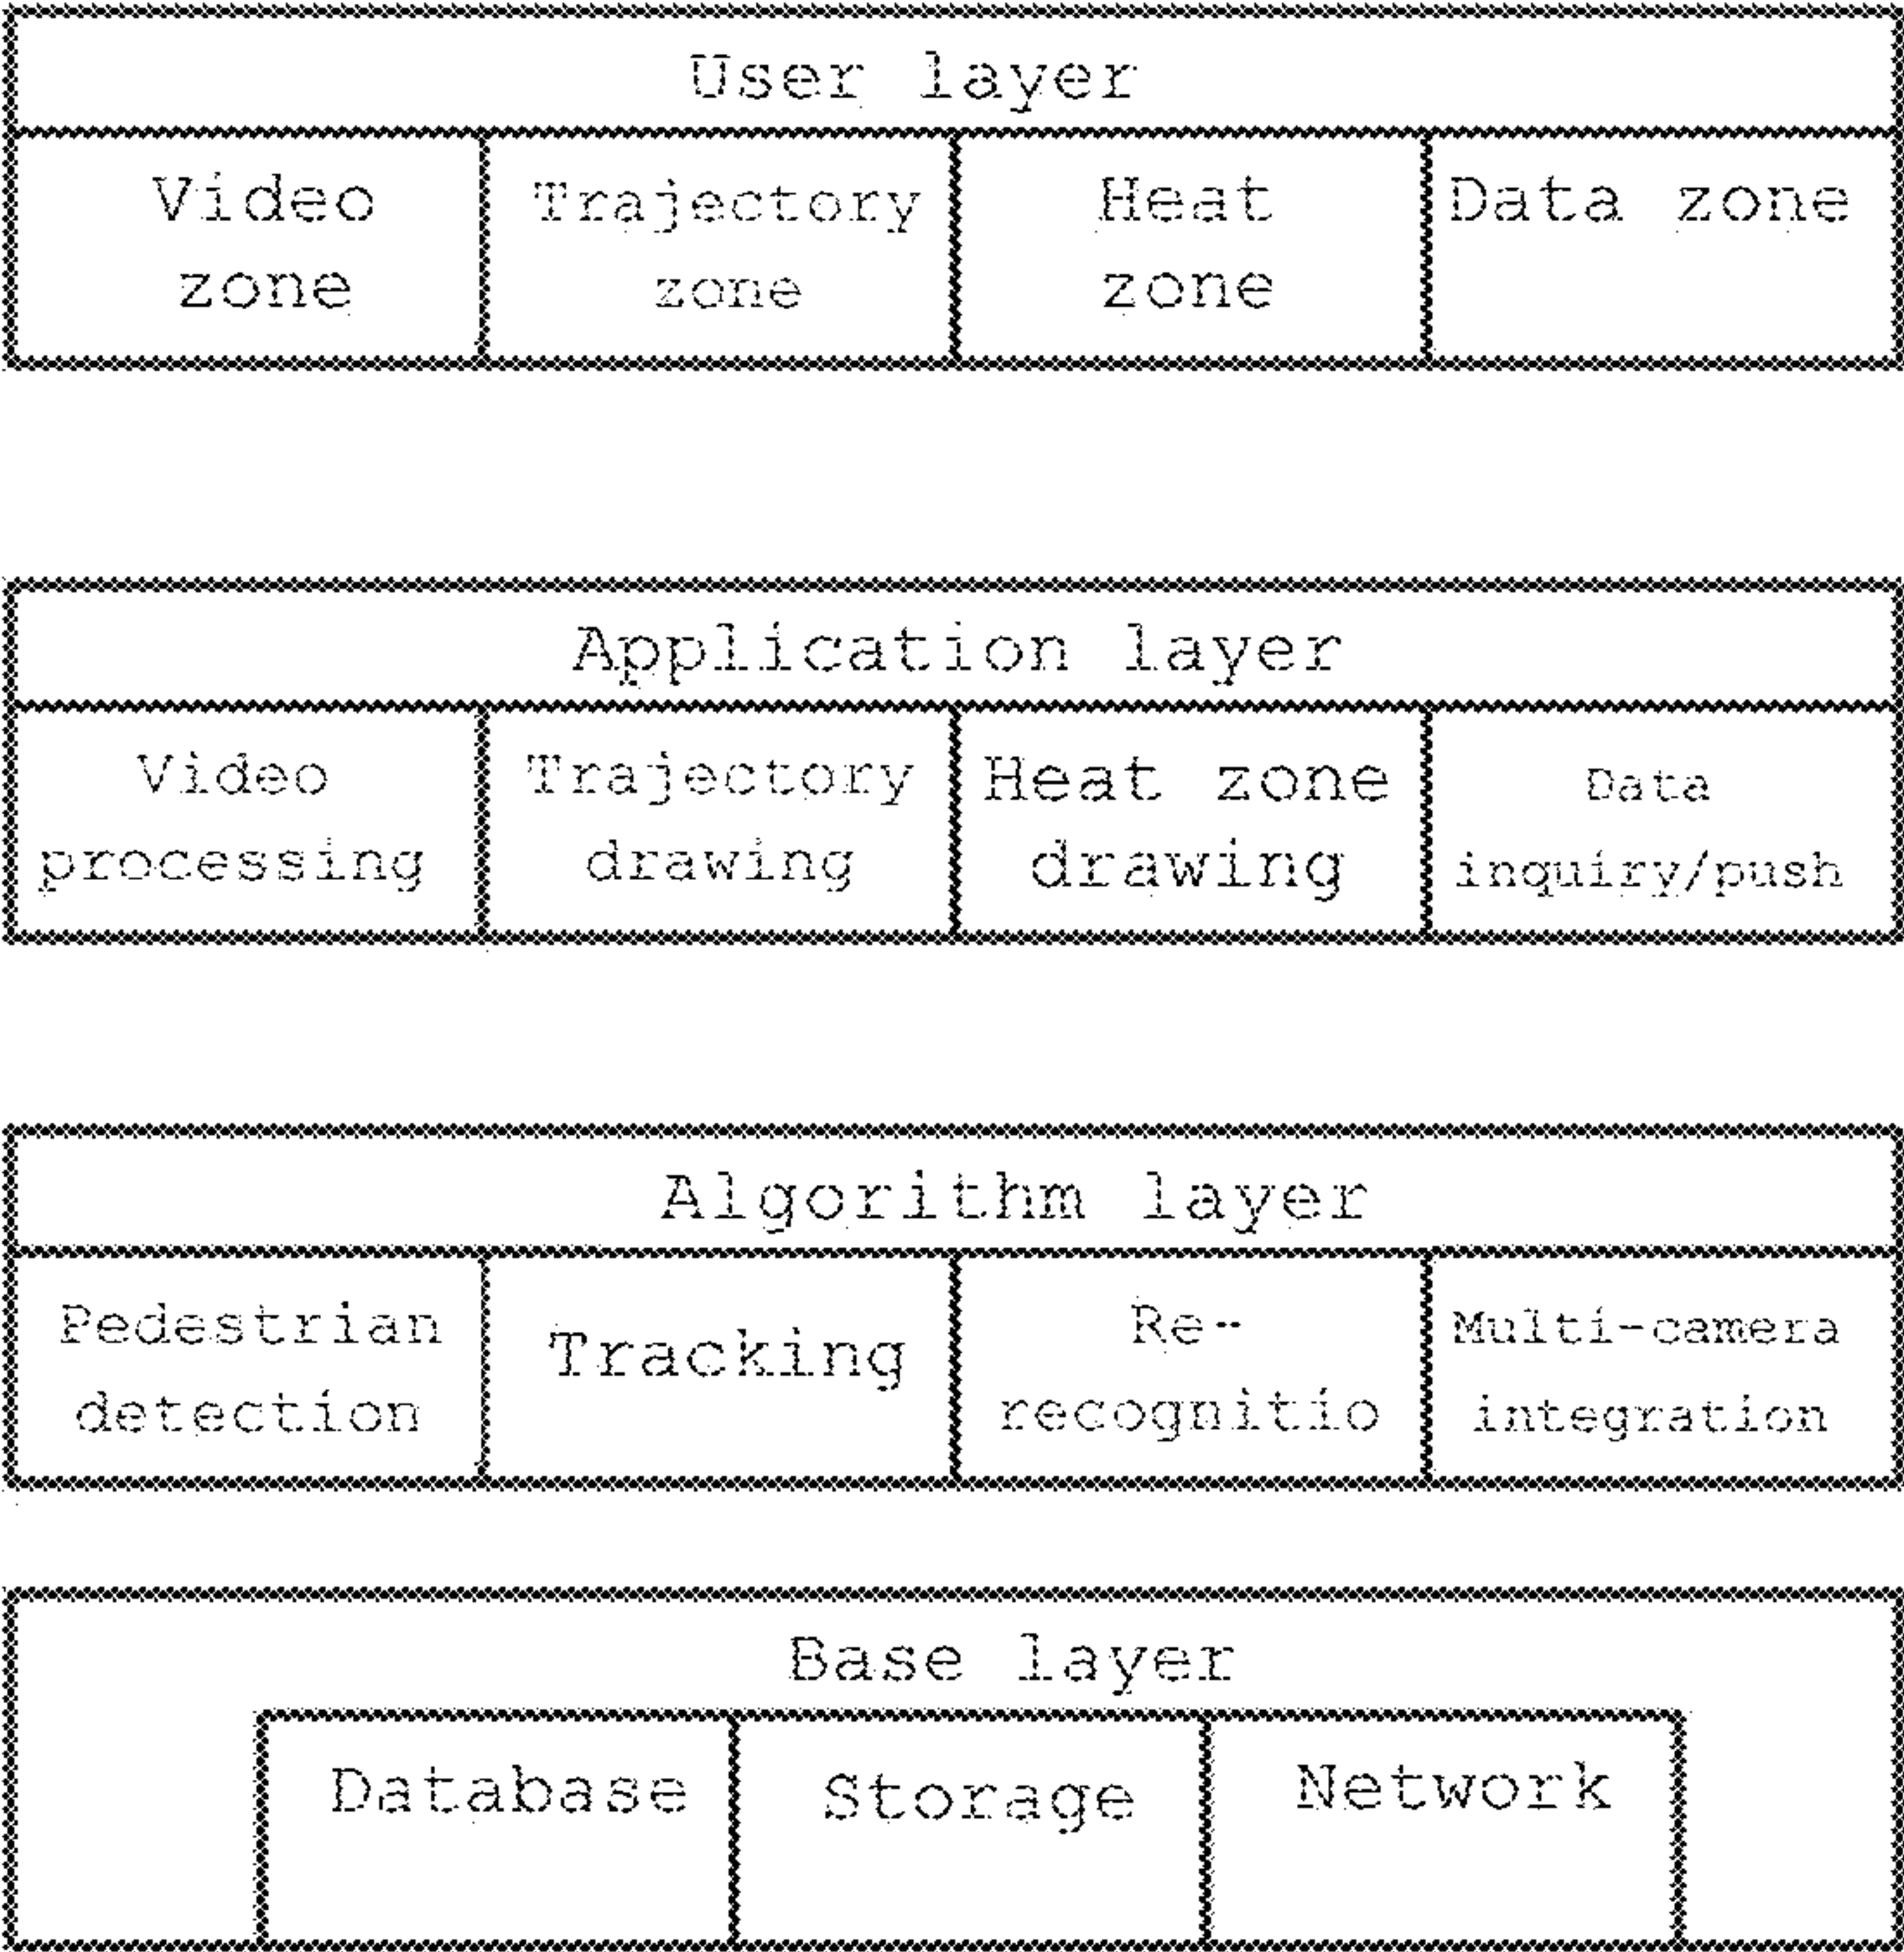 User layer
Video
zone
Trajectory
zone
Heat
zone
Data zone
Application layer
Video
processing
Trajectory
drawing
Heat zone
drawing
Data
inquiry/push
Algorithm layer
Pedestrian
detection
Tracking
Re-
recognitio
Multi-camera
integration
Base layer
Database
Storage
Network